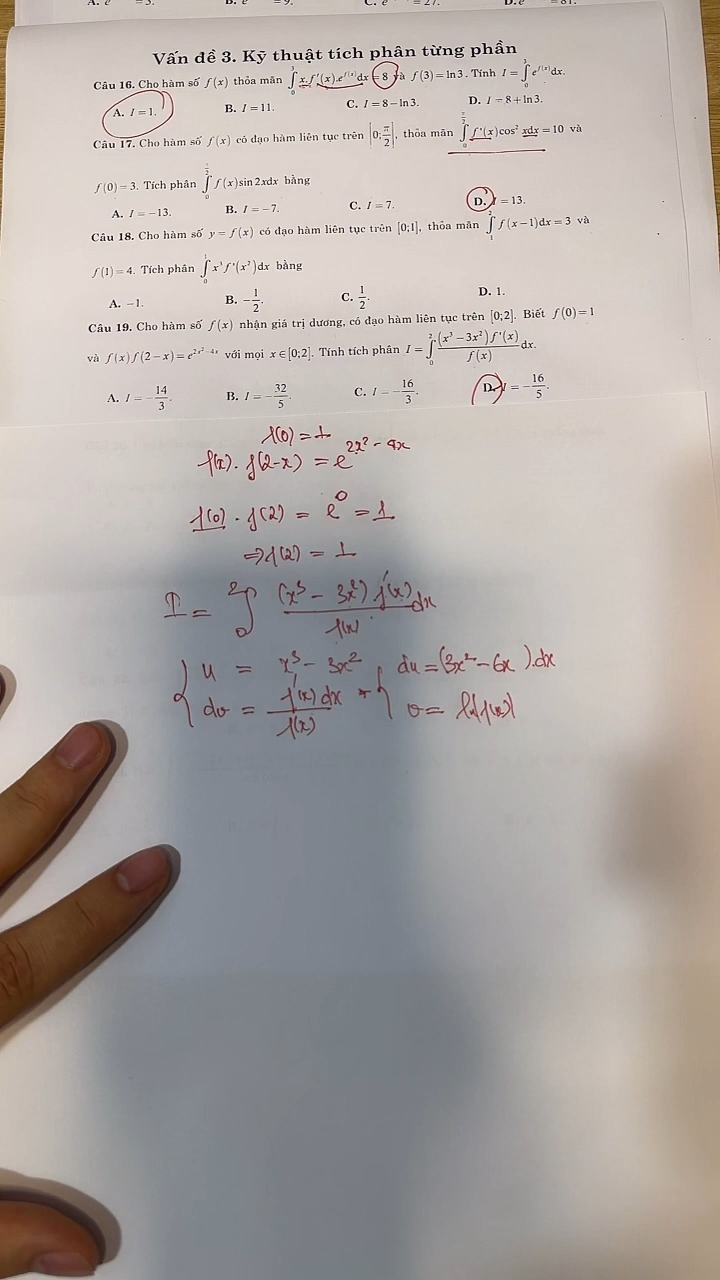 A. e = 3. B. e = 9. C. e = 27. D. e = 81.
Vấn đề 3. Kỹ thuật tích phân từng phần
Câu 16. Cho hàm số f(x) thỏa mãn ∫₀³ x.f'(x).e^{f(x)}dx = 8 và f(3) = ln3. Tính I = ∫₀³ e^{f(x)}dx.
A. I = 1. B. I = 11. C. I = 8 − ln3. D. I = 8 + ln3.
Câu 17. Cho hàm số f(x) có đạo hàm liên tục trên [0; π/2], thỏa mãn ∫₀^{π/2} f'(x)cos² xdx = 10 và
f(0) = 3. Tích phân ∫₀^{π/2} f(x)sin2xdx bằng
A. I = −13. B. I = −7. C. I = 7. D. I = 13.
Câu 18. Cho hàm số y = f(x) có đạo hàm liên tục trên [0;1], thỏa mãn ∫₁² f(x−1)dx = 3 và
f(1) = 4. Tích phân ∫₀¹ x³f'(x²)dx bằng
A. −1. B. −1/2. C. 1/2. D. 1.
Câu 19. Cho hàm số f(x) nhận giá trị dương, có đạo hàm liên tục trên [0;2]. Biết f(0) = 1
và f(x)f(2−x) = e^{2x²−4x} với mọi x ∈ [0;2]. Tính tích phân I = ∫₀² (x³−3x²)f'(x)/f(x) dx.
A. I = −14/3. B. I = −32/5. C. I = −16/3. D. I = −16/5.
f(0) = 1
f(x). f(2-x) = e^{2x² - 4x}
f(0) . f(2) = e⁰ = 1
⇒ f(2) = 1
I = ∫₀² (x³ - 3x²) f'(x)/f(x) dx
{ u = x³ - 3x² { du = (3x² - 6x).dx
dv = f'(x)dx/f(x) v = ln|f(x)|